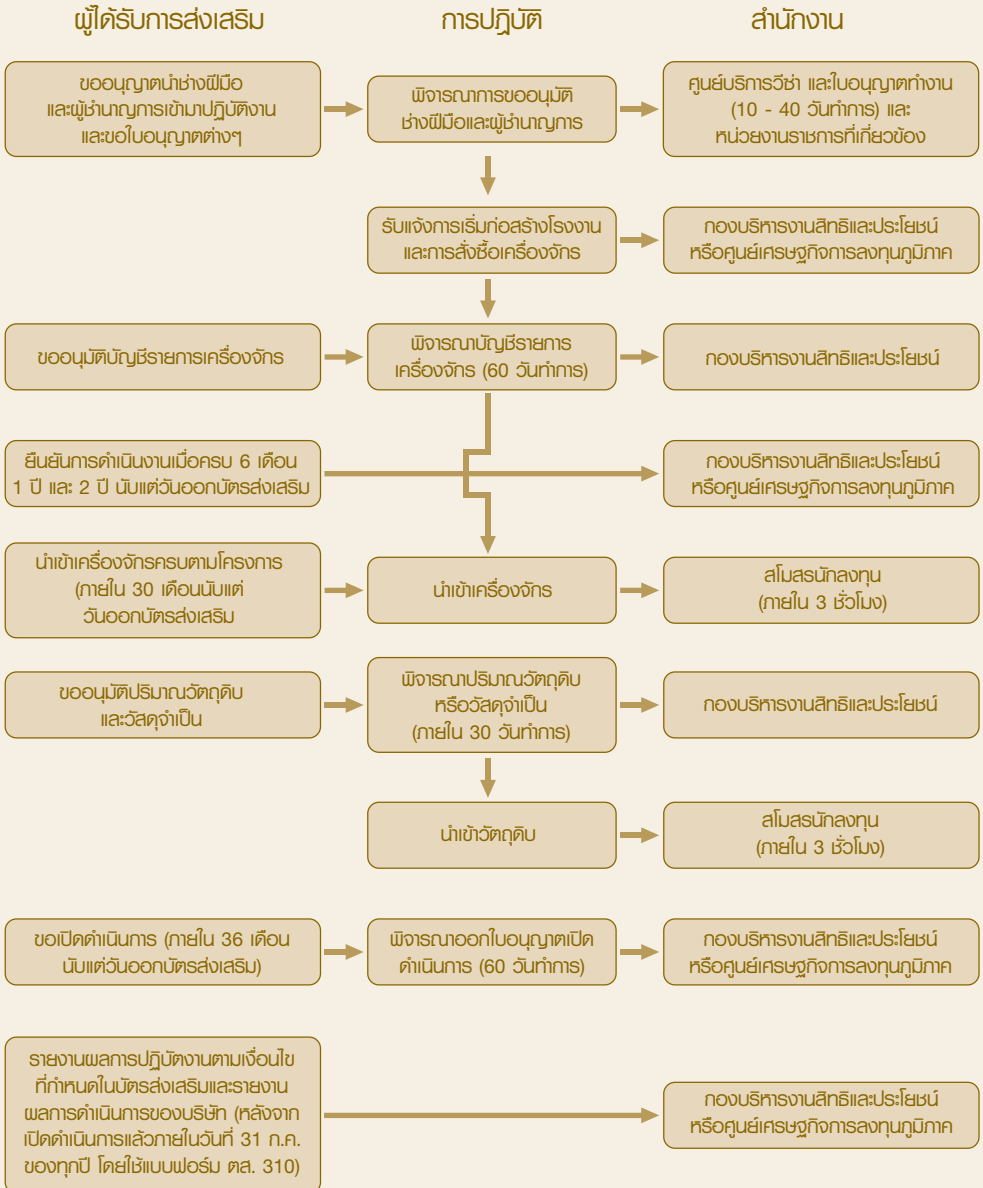 ผู้ได้รับการส่งเสริม
การปฏิบัติ
สำนักงาน
ขออนุญาตนำช่างฝีมือ
และผู้ชำนาญการเข้ามาปฏิบัติงาน
และขอใบอนุญาตต่างๆ
พิจารณาการขออนุมัติ
ช่างฝีมือและผู้ชำนาญการ
ศูนย์บริการวีซ่า และใบอนุญาตทำงาน
(10 - 40 วันทำการ) และ
หน่วยงานราชการที่เกี่ยวข้อง
รับแจ้งการเริ่มก่อสร้างโรงงาน
และการสั่งซื้อเครื่องจักร
กองบริหารงานสิทธิและประโยชน์
หรือศูนย์เศรษฐกิจการลงทุนภูมิภาค
ขออนุมัติบัญชีรายการเครื่องจักร
พิจารณาบัญชีรายการ
เครื่องจักร (60 วันทำการ)
กองบริหารงานสิทธิและประโยชน์
ยืนยันการดำเนินงานเมื่อครบ 6 เดือน
1 ปี และ 2 ปี นับแต่วันออกบัตรส่งเสริม
กองบริหารงานสิทธิและประโยชน์
หรือศูนย์เศรษฐกิจการลงทุนภูมิภาค
นำเข้าเครื่องจักรครบตามโครงการ
(ภายใน 30 เดือนนับแต่
วันออกบัตรส่งเสริม
นำเข้าเครื่องจักร
สโมสรนักลงทุน
(ภายใน 3 ชั่วโมง)
ขออนุมัติปริมาณวัตถุดิบ
และวัสดุจำเป็น
พิจารณาปริมาณวัตถุดิบ
หรือวัสดุจำเป็น
(ภายใน 30 วันทำการ)
กองบริหารงานสิทธิและประโยชน์
นำเข้าวัตถุดิบ
สโมสรนักลงทุน
(ภายใน 3 ชั่วโมง)
ขอเปิดดำเนินการ (ภายใน 36 เดือน
นับแต่วันออกบัตรส่งเสริม)
พิจารณาออกใบอนุญาตเปิด
ดำเนินการ (60 วันทำการ)
กองบริหารงานสิทธิและประโยชน์
หรือศูนย์เศรษฐกิจการลงทุนภูมิภาค
รายงานผลการปฏิบัติงานตามเงื่อนไข
ที่กำหนดในบัตรส่งเสริมและรายงาน
ผลการดำเนินการของบริษัท (หลังจาก
เปิดดำเนินการแล้วภายในวันที่ 31 ก.ค.
ของทุกปี โดยใช้แบบฟอร์ม ตส. 310)
กองบริหารงานสิทธิและประโยชน์
หรือศูนย์เศรษฐกิจการลงทุนภูมิภาค